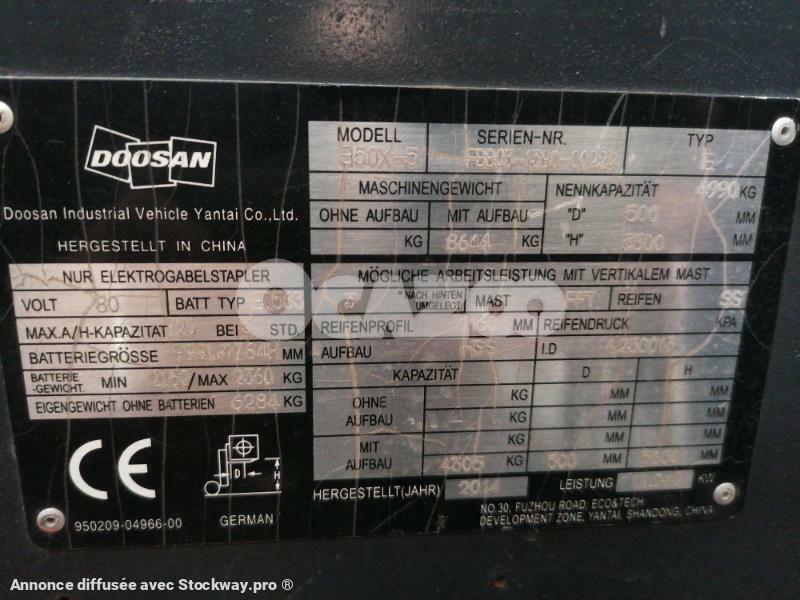 DOOSAN
Doosan Industrial Vehicle Yantai Co.,Ltd.
HERGESTELLT IN CHINA
NUR ELEKTROGABELSTAPLER
VOLT 80 BATT TYP
MAX.A/H-KAPAZITAT BEI STD.
BATTERIEGRÖSSE MM
BATTERIE-GEWICHT. MIN /MAX 2660 KG
EIGENGEWICHT OHNE BATTERIEN 6284 KG
CE
950209-04966-00
D H
GERMAN
MODELL SERIEN-NR. TYP
B50X-5 E
MASCHINENGEWICHT NENNKAPAZITÄT 4990 KG
OHNE AUFBAU MIT AUFBAU "D" 500 MM
KG 8644 KG "H" 3300 MM
MÖGLICHE ARBEITSLEISTUNG MIT VERTIKALEM MAST
°NACH HINTEN UMGELEGT MAST REIFEN SS
REIFENPROFIL MM REIFENDRUCK KPA
AUFBAU I.D
KAPAZITÄT D H
OHNE AUFBAU KG MM MM
KG MM MM
MIT AUFBAU KG MM MM
4305 KG 500 MM MM
HERGESTELLT(JAHR) 2014 LEISTUNG KW
NO.30, FUZHOU ROAD, ECO&TECH
DEVELOPMENT ZONE, YANTAI, SHANDONG, CHINA
OCAZOO
Annonce diffusée avec Stockway.pro ®